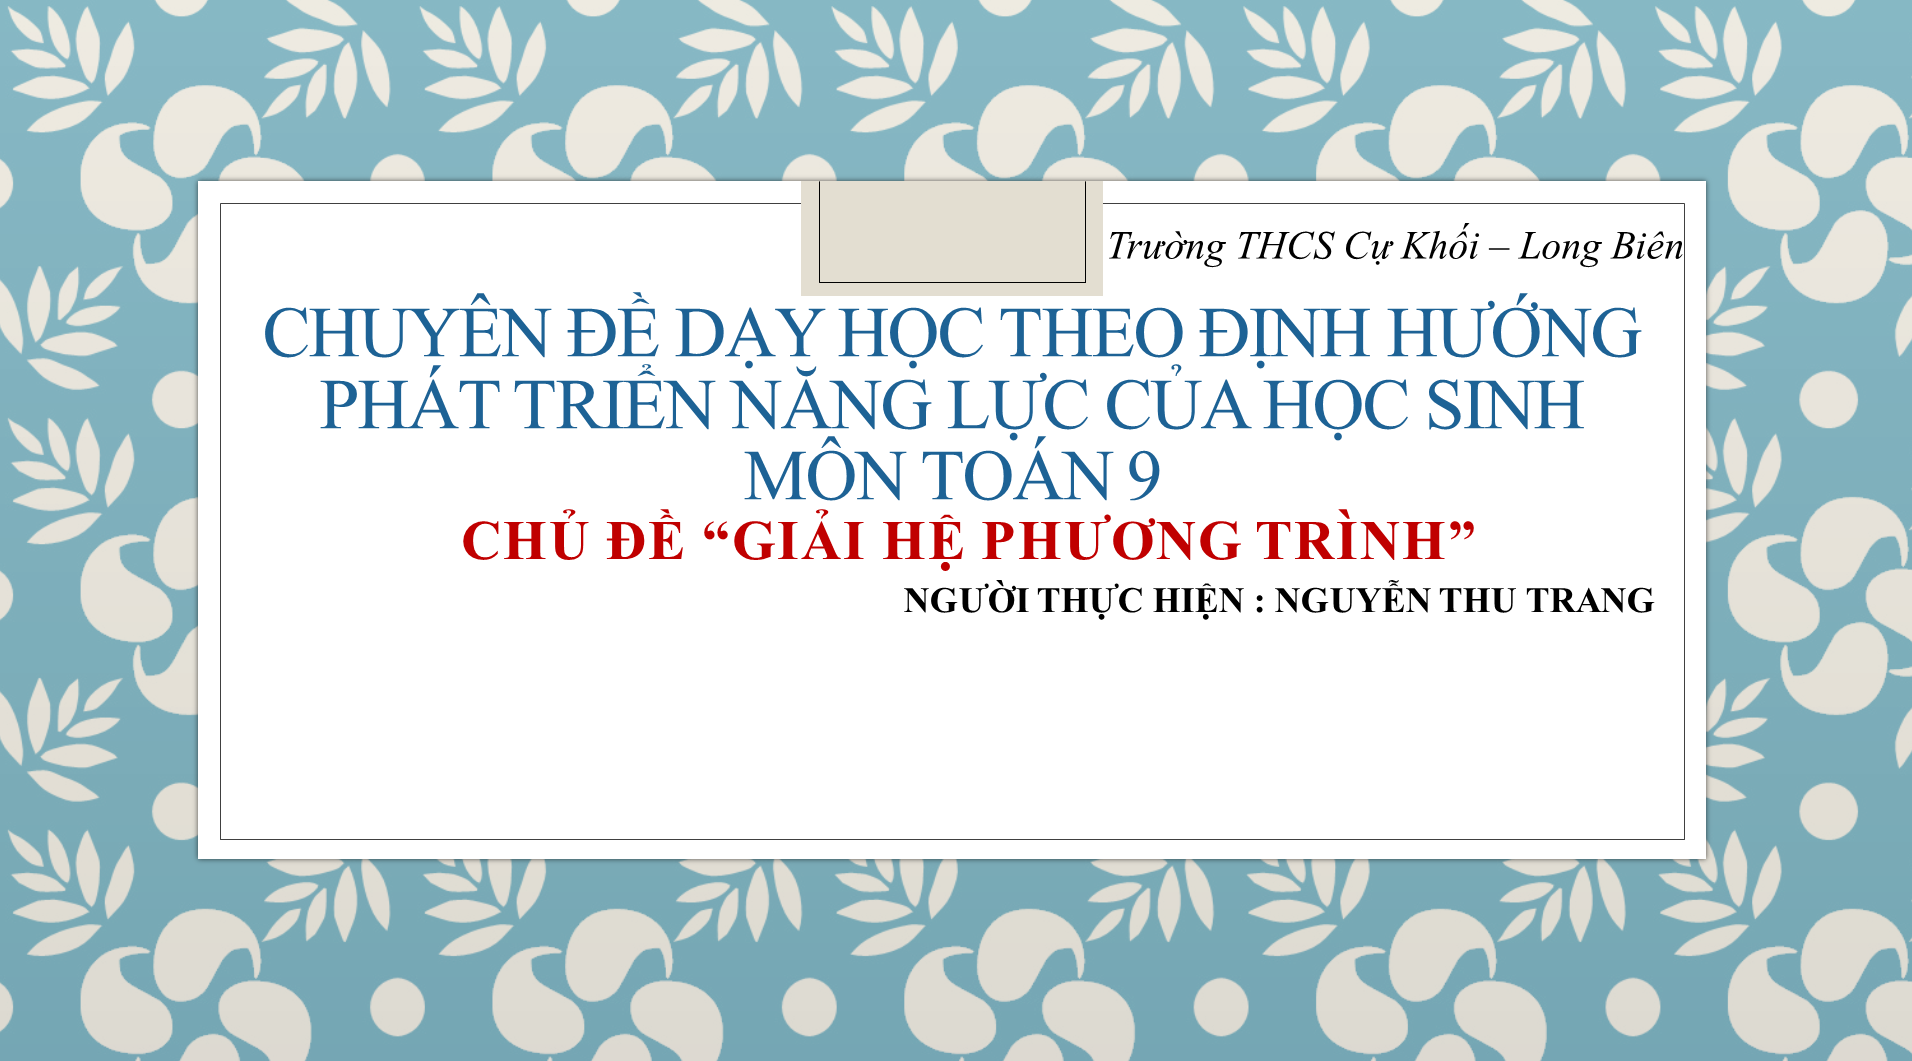 Trường THCS Cự Khối – Long Biên
CHUYÊN ĐỀ DẠY HỌC THEO ĐỊNH HƯỚNG
PHÁT TRIỂN NĂNG LỰC CỦA HỌC SINH
MÔN TOÁN 9
CHỦ ĐỀ “GIẢI HỆ PHƯƠNG TRÌNH”
NGƯỜI THỰC HIỆN : NGUYỄN THU TRANG